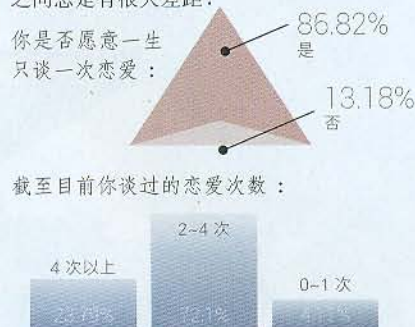 之间总是有很大差距：
你是否愿意一生
只谈一次恋爱：
86.82%
是
13.18%
否
截至目前你谈过的恋爱次数：
4 次以上
2~4 次
0~1 次
72.1%